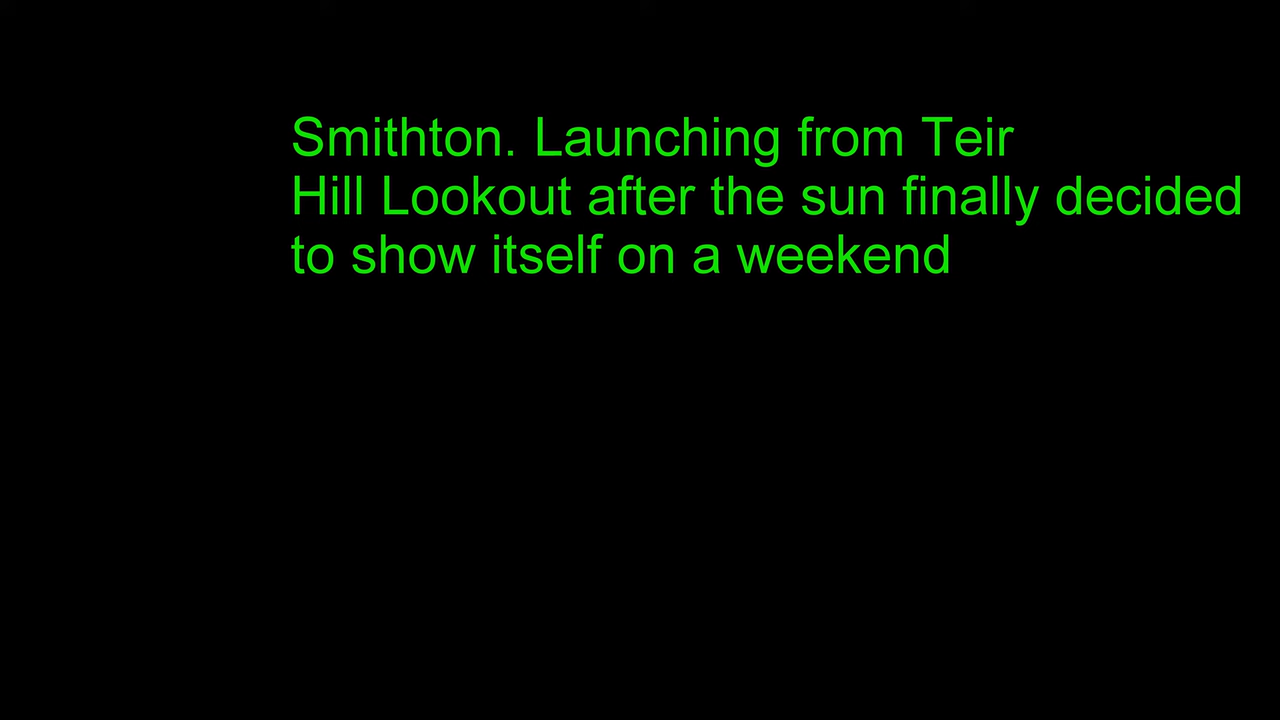 Smithton. Launching from Teir
Hill Lookout after the sun finally decided
to show itself on a weekend